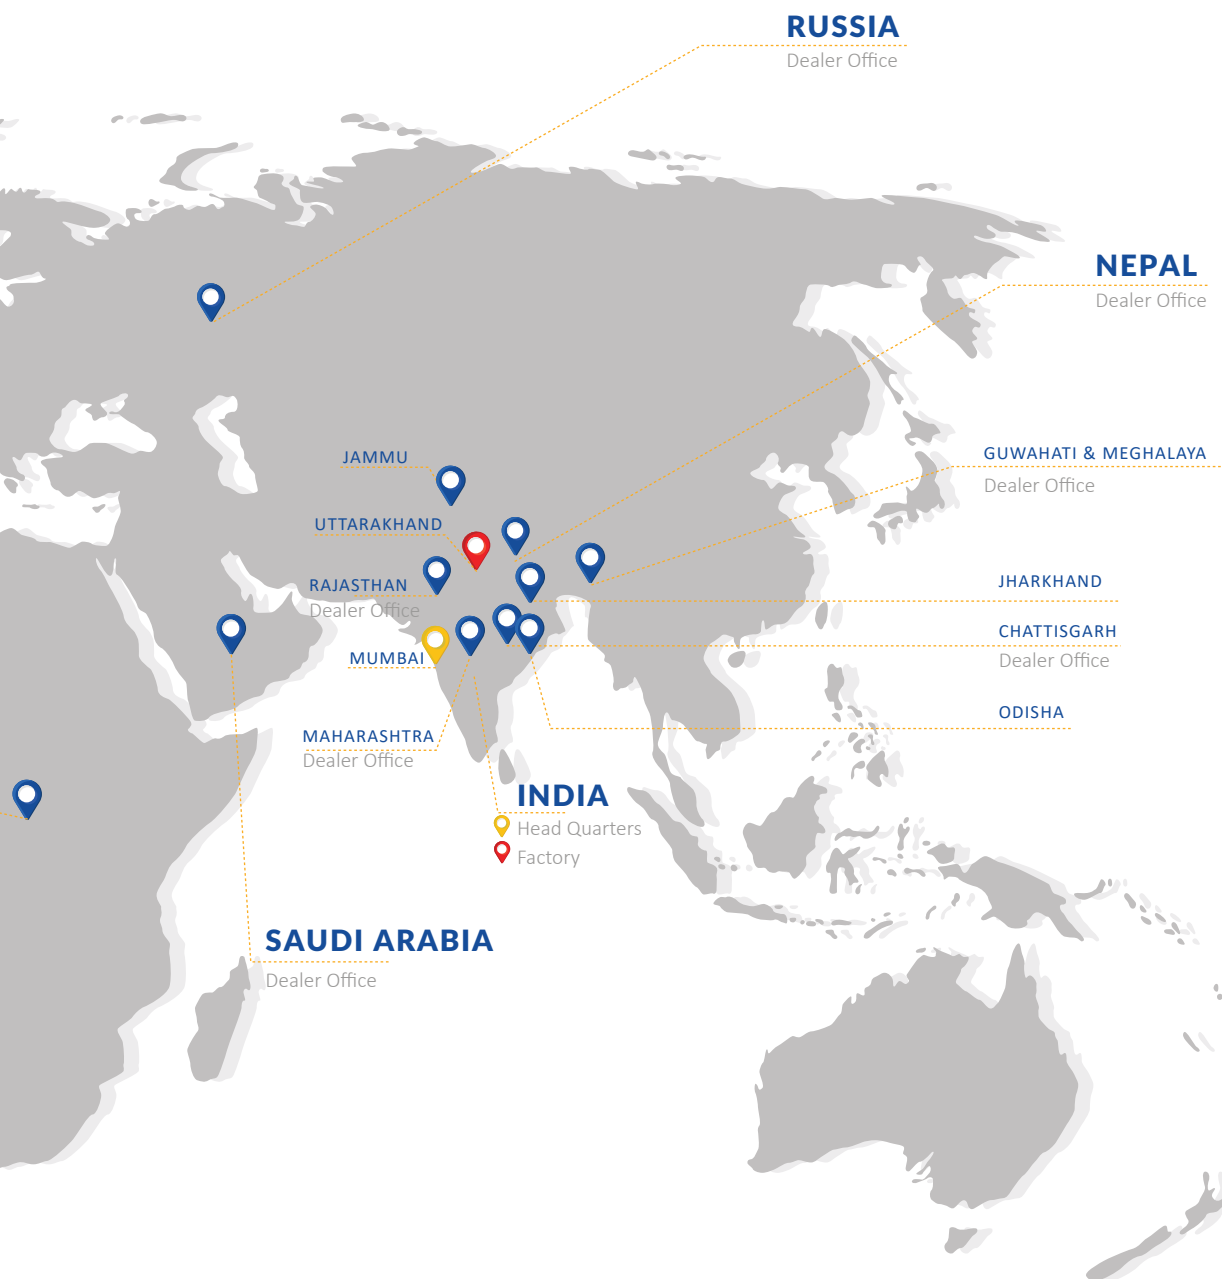 RUSSIA
Dealer Office
NEPAL
Dealer Office
JAMMU
GUWAHATI & MEGHALAYA
Dealer Office
UTTARAKHAND
RAJASTHAN
Dealer Office
JHARKHAND
CHATTISGARH
Dealer Office
MUMBAI
ODISHA
MAHARASHTRA
Dealer Office
INDIA
Head Quarters
Factory
SAUDI ARABIA
Dealer Office